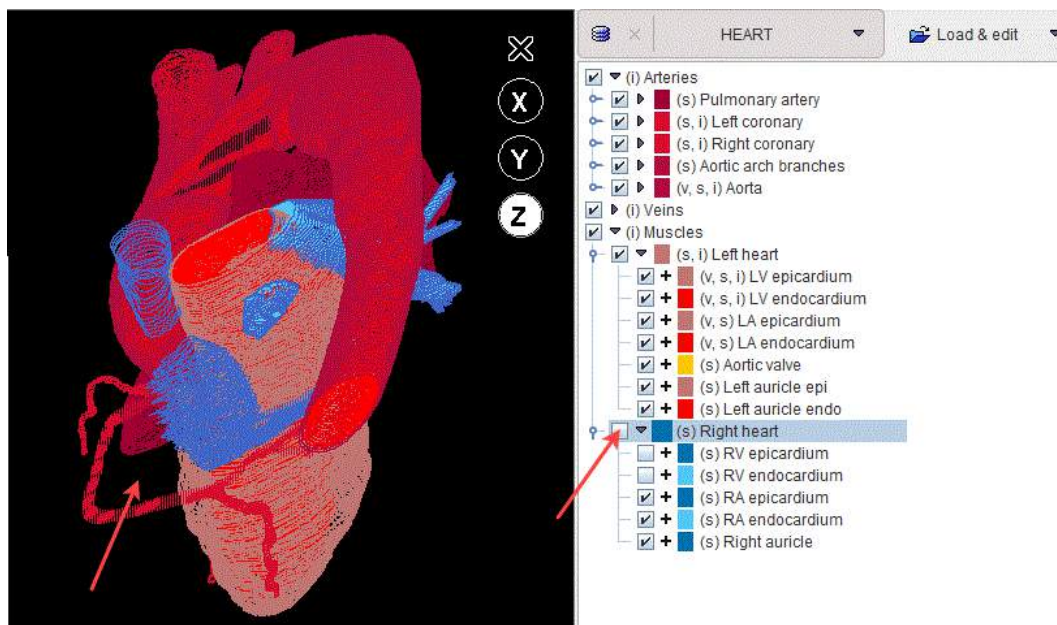 HEART
Load & edit
X
Y
Z
(i) Arteries
(s) Pulmonary artery
(s, i) Left coronary
(s, i) Right coronary
(s) Aortic arch branches
(v, s, i) Aorta
(i) Veins
(i) Muscles
(s, i) Left heart
(v, s, i) LV epicardium
(v, s, i) LV endocardium
(v, s) LA epicardium
(v, s) LA endocardium
(s) Aortic valve
(s) Left auricle epi
(s) Left auricle endo
(s) Right heart
(s) RV epicardium
(s) RV endocardium
(s) RA epicardium
(s) RA endocardium
(s) Right auricle